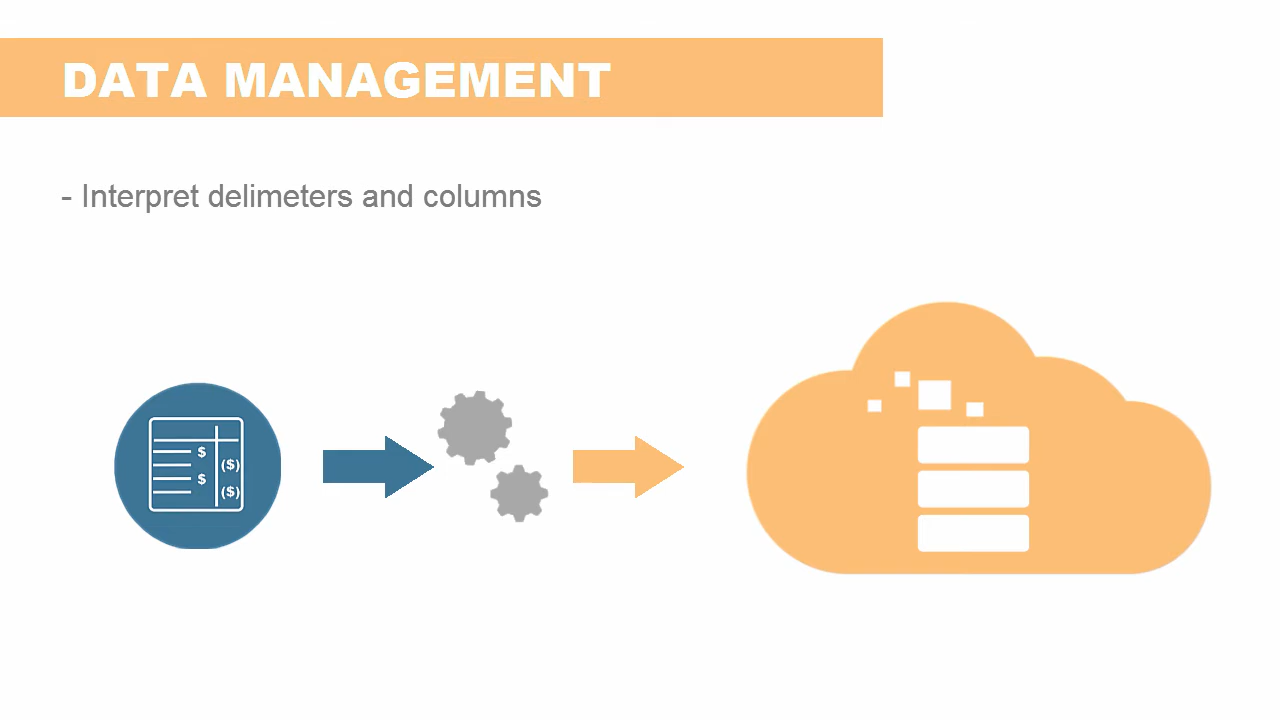 DATA MANAGEMENT
- Interpret delimeters and columns
$
($)
$
($)